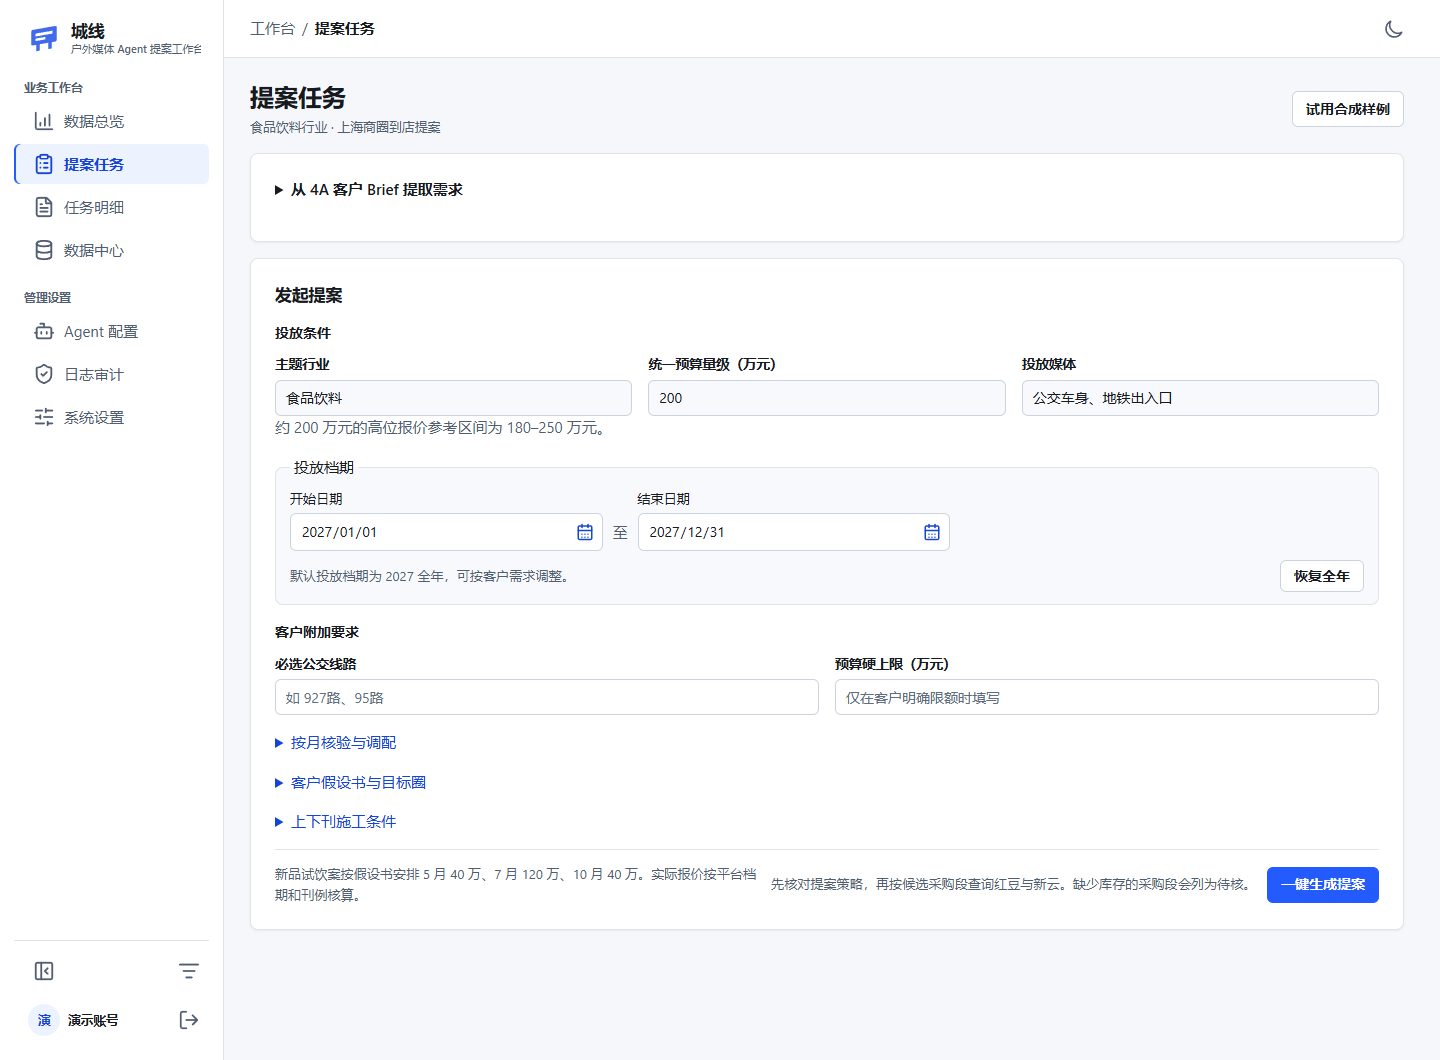 城线
户外媒体 Agent 提案工作台
业务工作台
数据总览
提案任务
任务明细
数据中心
管理设置
Agent 配置
日志审计
系统设置
演 演示账号
工作台 / 提案任务
提案任务
食品饮料行业 · 上海商圈到店提案
试用合成样例
从 4A 客户 Brief 提取需求
发起提案
投放条件
主题行业 统一预算量级（万元） 投放媒体
食品饮料 200 公交车身、地铁出入口
约 200 万元的高位报价参考区间为 180–250 万元。
投放档期
开始日期 结束日期
2027/01/01 至 2027/12/31
默认投放档期为 2027 全年，可按客户需求调整。 恢复全年
客户附加要求
必选公交线路 预算硬上限（万元）
如 927路、95路 仅在客户明确限额时填写
按月核验与调配
客户假设书与目标圈
上下刊施工条件
新品试饮案按假设书安排 5 月 40 万、7 月 120 万、10 月 40 万。实际报价按平台档
期和刊例核算。
先核对提案策略，再按候选采购段查询红豆与新云。缺少库存的采购段会列为待核。
一键生成提案